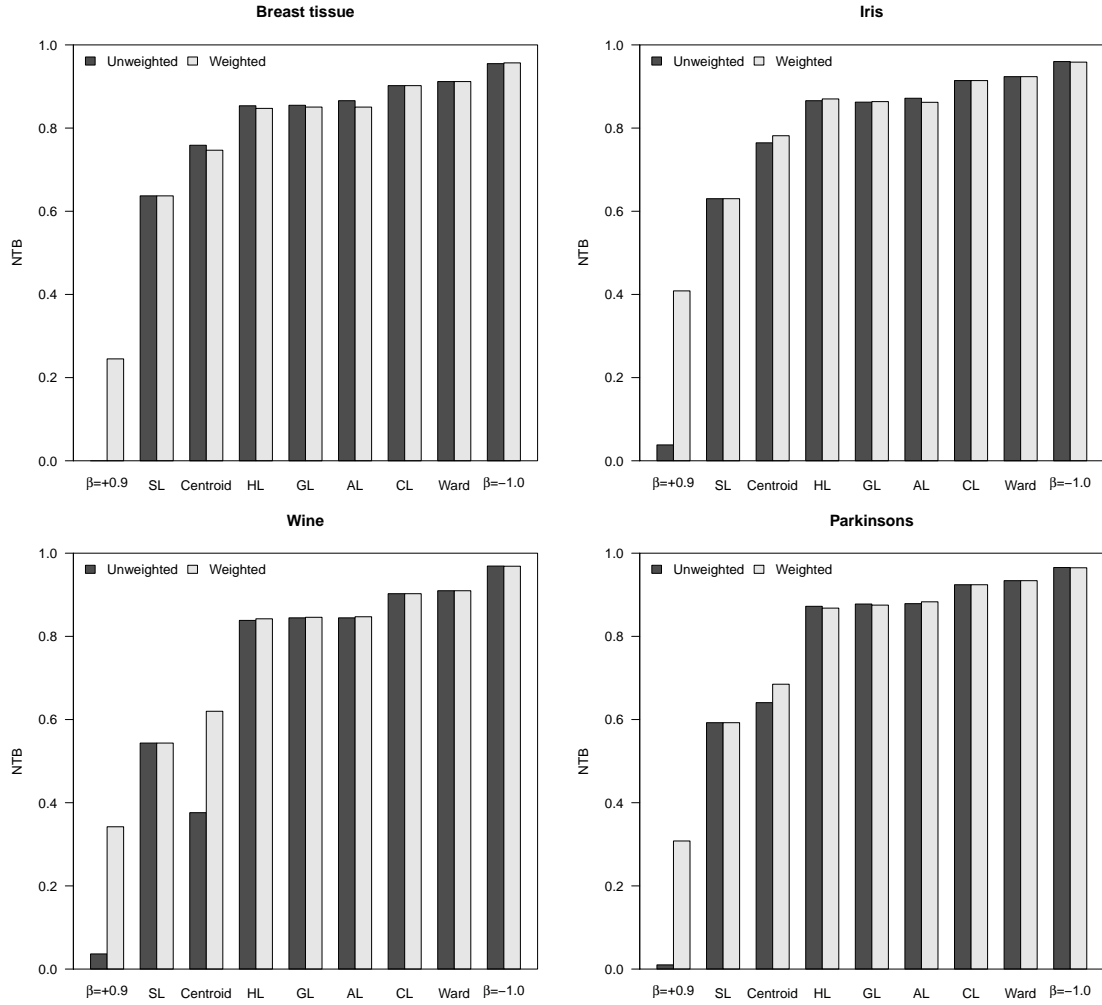 Breast tissue
Unweighted Weighted
NTB
1.0
0.8
0.6
0.4
0.2
0.0
β=+0.9 SL Centroid HL GL AL CL Ward β=−1.0
Iris
Unweighted Weighted
NTB
1.0
0.8
0.6
0.4
0.2
0.0
β=+0.9 SL Centroid HL GL AL CL Ward β=−1.0
Wine
Unweighted Weighted
NTB
1.0
0.8
0.6
0.4
0.2
0.0
β=+0.9 SL Centroid HL GL AL CL Ward β=−1.0
Parkinsons
Unweighted Weighted
NTB
1.0
0.8
0.6
0.4
0.2
0.0
β=+0.9 SL Centroid HL GL AL CL Ward β=−1.0